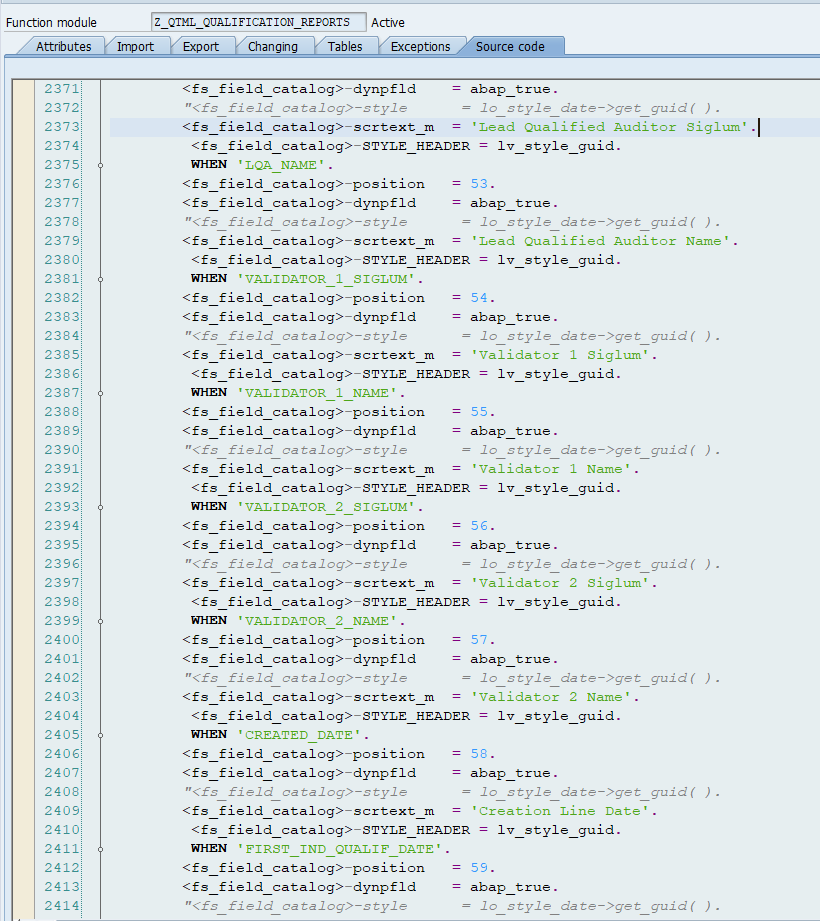 Function module Z_QTML_QUALIFICATION_REPORTS Active
Attributes Import Export Changing Tables Exceptions Source code
2371 <fs_field_catalog>-dynpfld = abap_true.
2372 "<fs_field_catalog>-style = lo_style_date->get_guid( ).
2373 <fs_field_catalog>-scrtext_m = 'Lead Qualified Auditor Siglum'.
2374 <fs_field_catalog>-STYLE_HEADER = lv_style_guid.
2375 WHEN 'LQA_NAME'.
2376 <fs_field_catalog>-position = 53.
2377 <fs_field_catalog>-dynpfld = abap_true.
2378 "<fs_field_catalog>-style = lo_style_date->get_guid( ).
2379 <fs_field_catalog>-scrtext_m = 'Lead Qualified Auditor Name'.
2380 <fs_field_catalog>-STYLE_HEADER = lv_style_guid.
2381 WHEN 'VALIDATOR_1_SIGLUM'.
2382 <fs_field_catalog>-position = 54.
2383 <fs_field_catalog>-dynpfld = abap_true.
2384 "<fs_field_catalog>-style = lo_style_date->get_guid( ).
2385 <fs_field_catalog>-scrtext_m = 'Validator 1 Siglum'.
2386 <fs_field_catalog>-STYLE_HEADER = lv_style_guid.
2387 WHEN 'VALIDATOR_1_NAME'.
2388 <fs_field_catalog>-position = 55.
2389 <fs_field_catalog>-dynpfld = abap_true.
2390 "<fs_field_catalog>-style = lo_style_date->get_guid( ).
2391 <fs_field_catalog>-scrtext_m = 'Validator 1 Name'.
2392 <fs_field_catalog>-STYLE_HEADER = lv_style_guid.
2393 WHEN 'VALIDATOR_2_SIGLUM'.
2394 <fs_field_catalog>-position = 56.
2395 <fs_field_catalog>-dynpfld = abap_true.
2396 "<fs_field_catalog>-style = lo_style_date->get_guid( ).
2397 <fs_field_catalog>-scrtext_m = 'Validator 2 Siglum'.
2398 <fs_field_catalog>-STYLE_HEADER = lv_style_guid.
2399 WHEN 'VALIDATOR_2_NAME'.
2400 <fs_field_catalog>-position = 57.
2401 <fs_field_catalog>-dynpfld = abap_true.
2402 "<fs_field_catalog>-style = lo_style_date->get_guid( ).
2403 <fs_field_catalog>-scrtext_m = 'Validator 2 Name'.
2404 <fs_field_catalog>-STYLE_HEADER = lv_style_guid.
2405 WHEN 'CREATED_DATE'.
2406 <fs_field_catalog>-position = 58.
2407 <fs_field_catalog>-dynpfld = abap_true.
2408 "<fs_field_catalog>-style = lo_style_date->get_guid( ).
2409 <fs_field_catalog>-scrtext_m = 'Creation Line Date'.
2410 <fs_field_catalog>-STYLE_HEADER = lv_style_guid.
2411 WHEN 'FIRST_IND_QUALIF_DATE'.
2412 <fs_field_catalog>-position = 59.
2413 <fs_field_catalog>-dynpfld = abap_true.
2414 "<fs_field_catalog>-style = lo_style_date->get_guid( ).